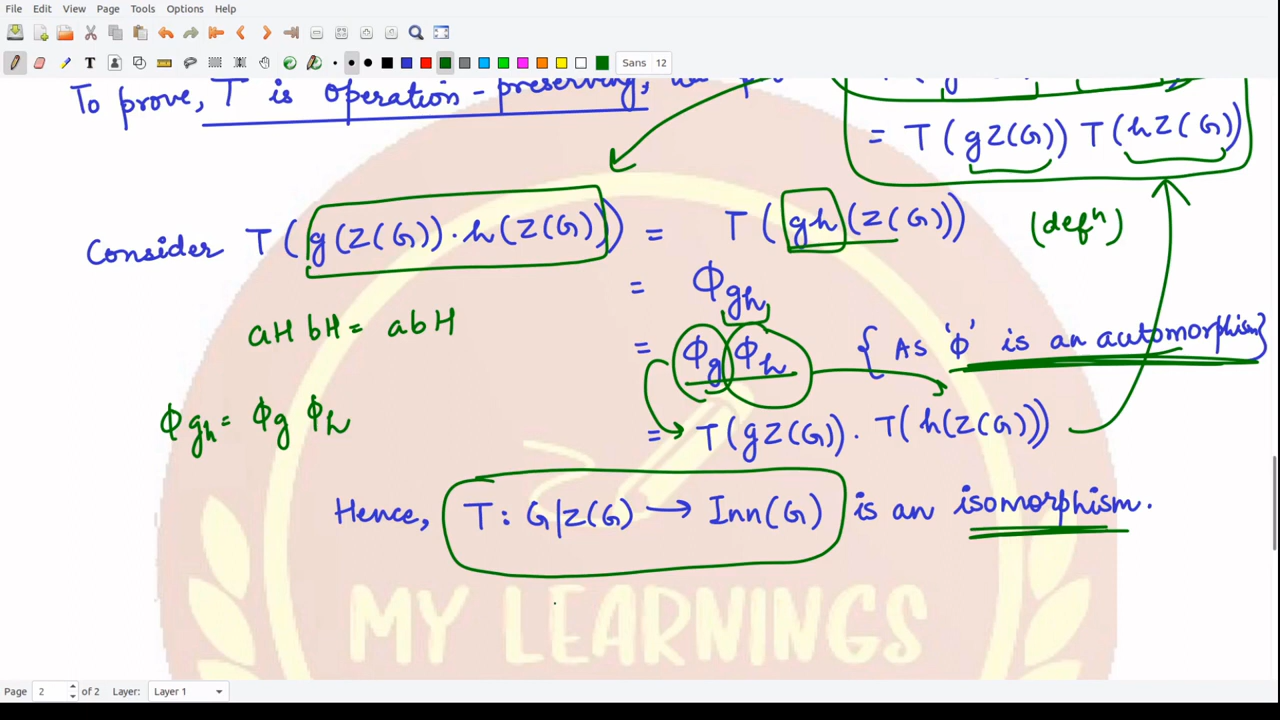 File Edit View Page Tools Options Help
Sans 12
To prove, T is operation - preserving,
= T(gZ(G)) T(hZ(G))
Consider T(g(Z(G))·h(Z(G))) = T(gh(Z(G))) (defⁿ)
= Φgh
aH bH = abH
= Φg Φh { As 'Φ' is an automorphism}
Φgh = Φg Φh
= T(gZ(G)). T(h(Z(G)))
Hence, T: G|Z(G) → Inn(G) is an isomorphism.
MY LEARNINGS
Page 2 of 2 Layer: Layer 1